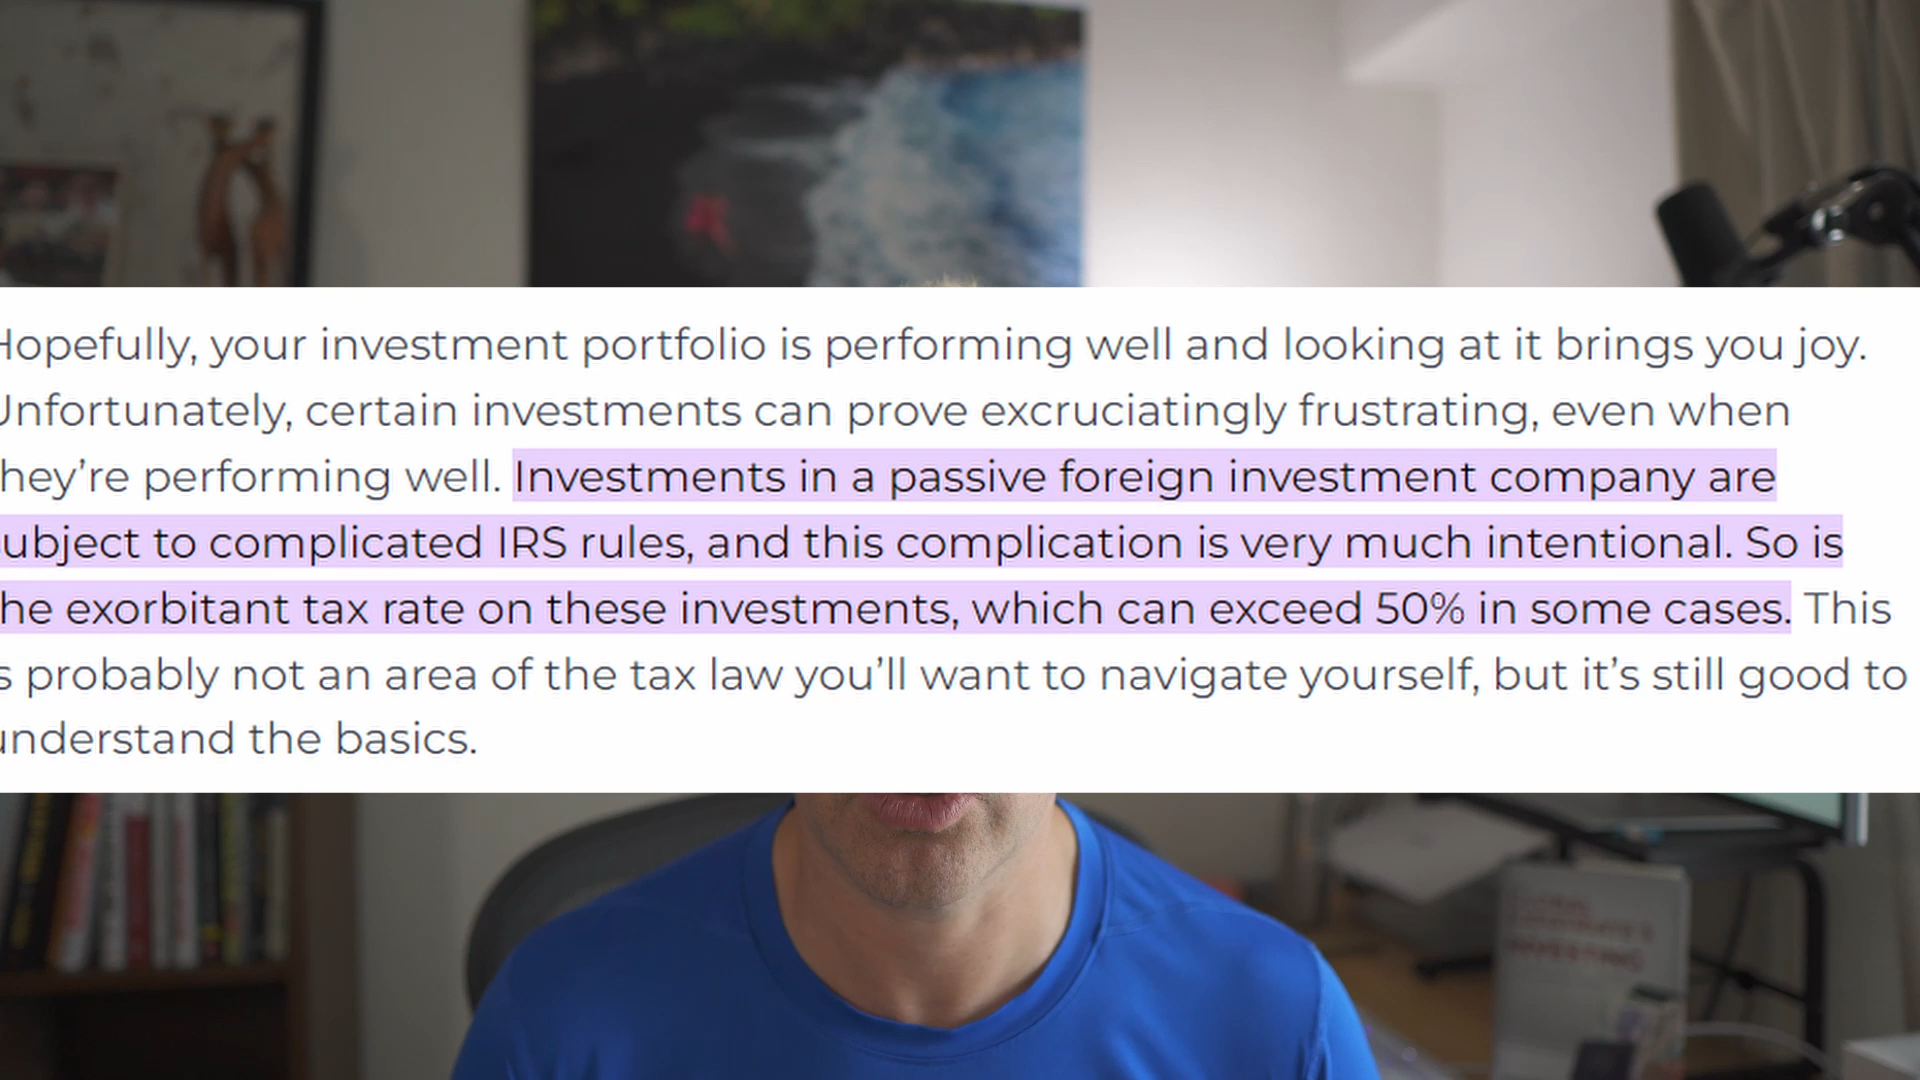 Hopefully, your investment portfolio is performing well and looking at it brings you joy.
Unfortunately, certain investments can prove excruciatingly frustrating, even when
they’re performing well. Investments in a passive foreign investment company are
subject to complicated IRS rules, and this complication is very much intentional. So is
the exorbitant tax rate on these investments, which can exceed 50% in some cases. This
is probably not an area of the tax law you’ll want to navigate yourself, but it’s still good to
understand the basics.
INVESTING